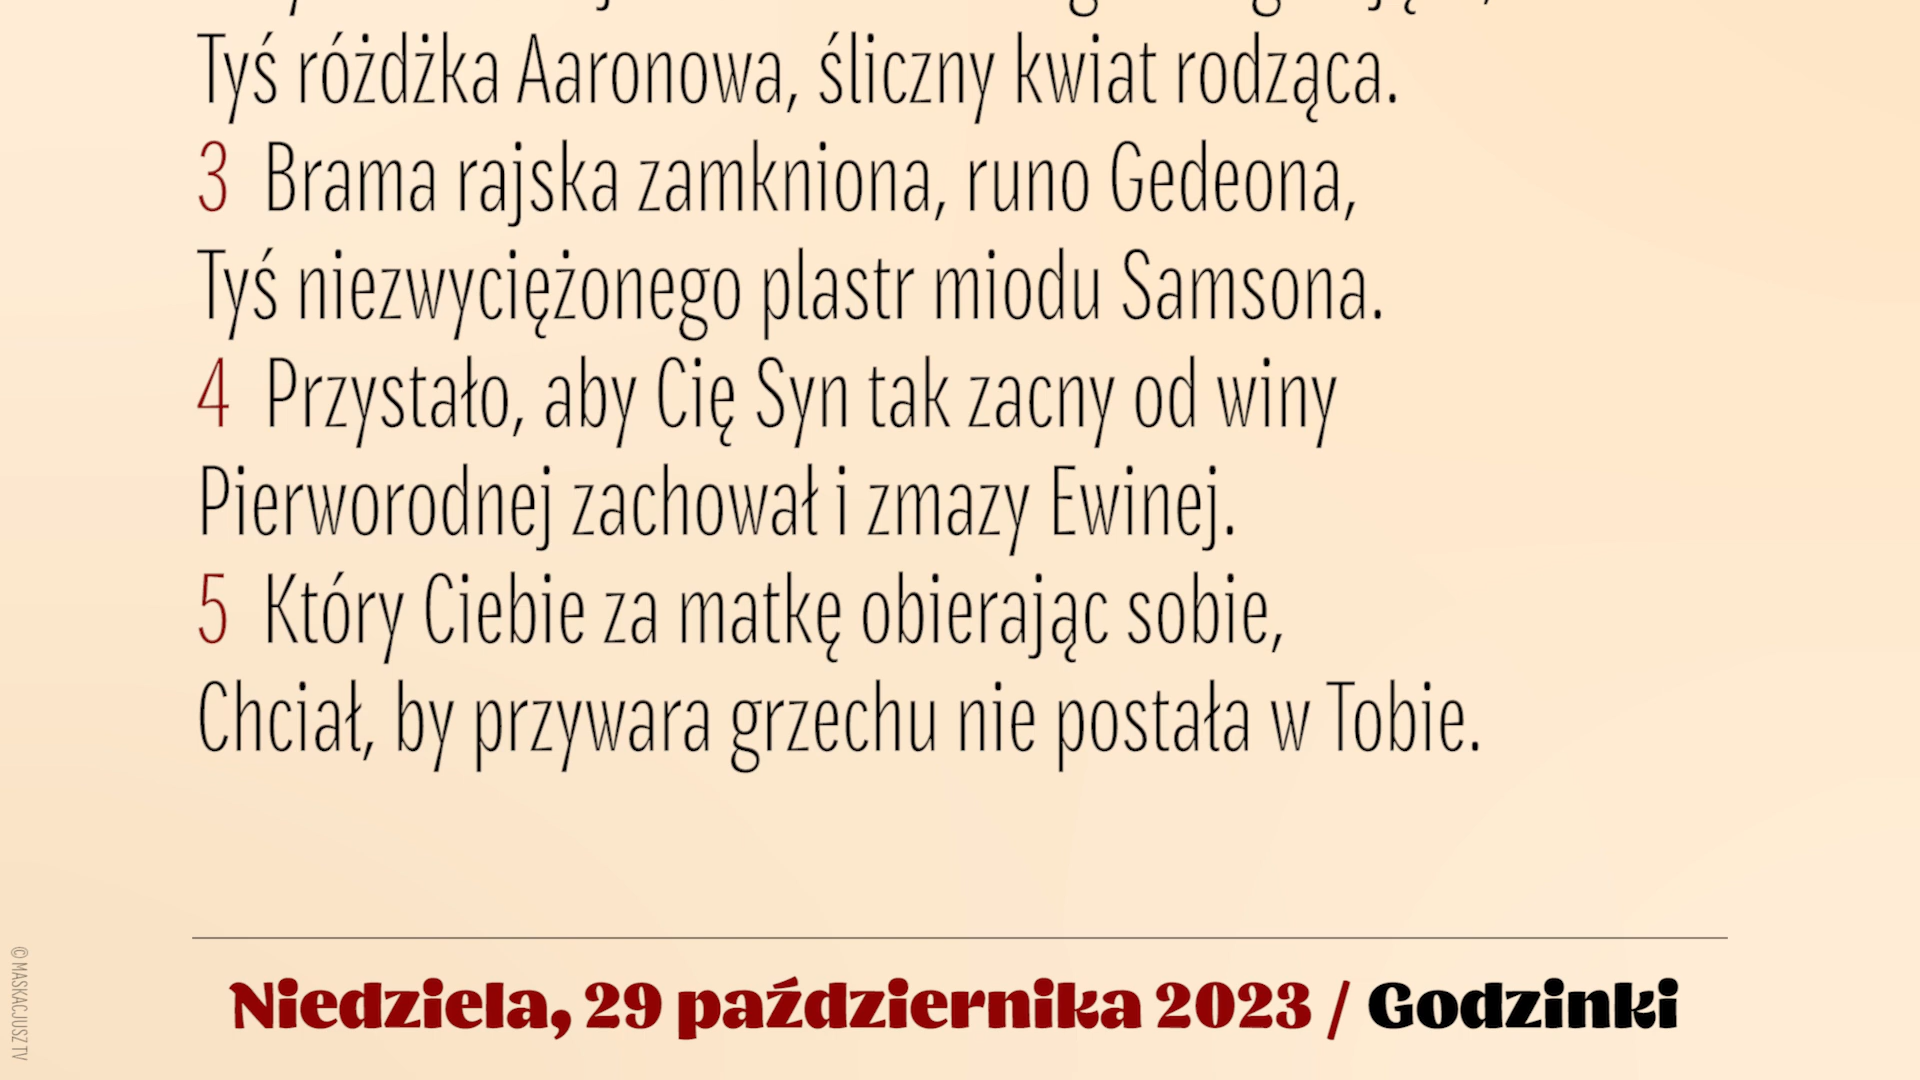 Tyś różdżka Aaronowa, śliczny kwiat rodząca.
3 Brama rajska zamkniona, runo Gedeona,
Tyś niezwyciężonego plastr miodu Samsona.
4 Przystało, aby Cię Syn tak zacny od winy
Pierworodnej zachował i zmazy Ewinej.
5 Który Ciebie za matkę obierając sobie,
Chciał, by przywara grzechu nie postała w Tobie.
Niedziela, 29 października 2023 / Godzinki
© MASKACJUSZ TV